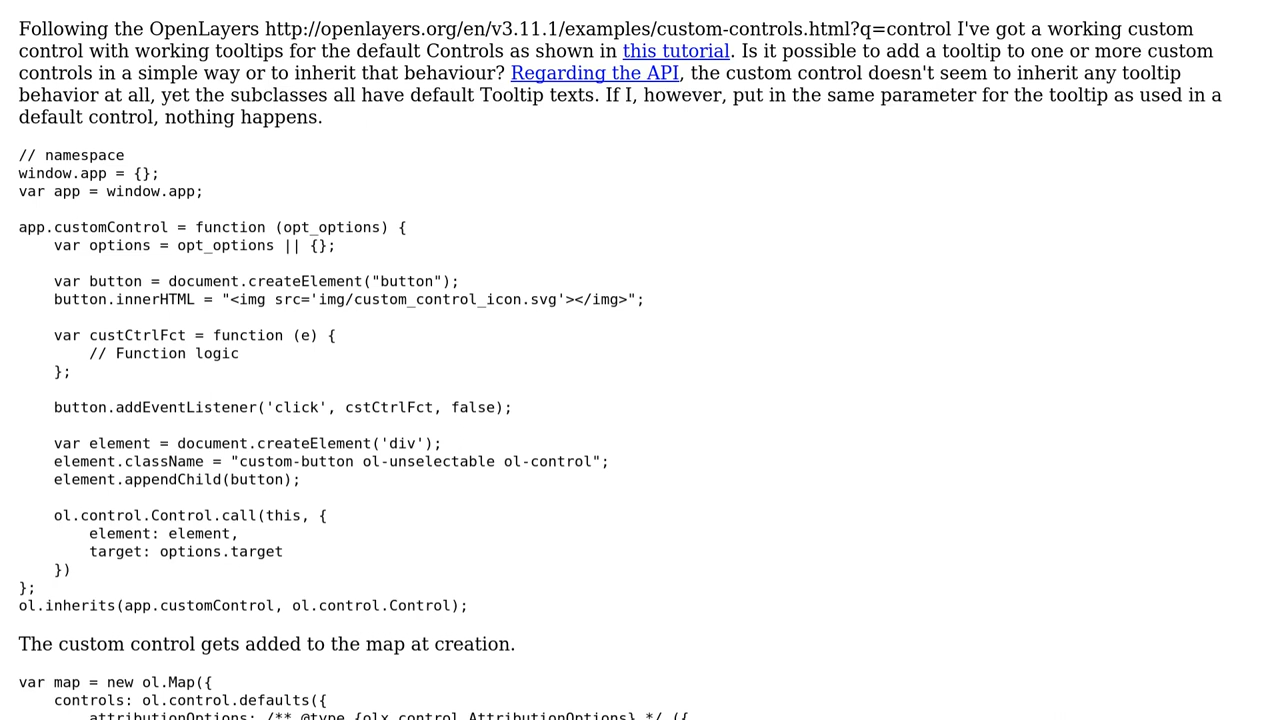 Following the OpenLayers http://openlayers.org/en/v3.11.1/examples/custom-controls.html?q=control I've got a working custom
control with working tooltips for the default Controls as shown in this tutorial. Is it possible to add a tooltip to one or more custom
controls in a simple way or to inherit that behaviour? Regarding the API, the custom control doesn't seem to inherit any tooltip
behavior at all, yet the subclasses all have default Tooltip texts. If I, however, put in the same parameter for the tooltip as used in a
default control, nothing happens.
// namespace
window.app = {};
var app = window.app;
app.customControl = function (opt_options) {
    var options = opt_options || {};
    var button = document.createElement("button");
    button.innerHTML = "<img src='img/custom_control_icon.svg'></img>";
    var custCtrlFct = function (e) {
        // Function logic
    };
    button.addEventListener('click', cstCtrlFct, false);
    var element = document.createElement('div');
    element.className = "custom-button ol-unselectable ol-control";
    element.appendChild(button);
    ol.control.Control.call(this, {
        element: element,
        target: options.target
    })
};
ol.inherits(app.customControl, ol.control.Control);
The custom control gets added to the map at creation.
var map = new ol.Map({
    controls: ol.control.defaults({
        attributionOptions: /** @type {olx.control.AttributionOptions} */ ({